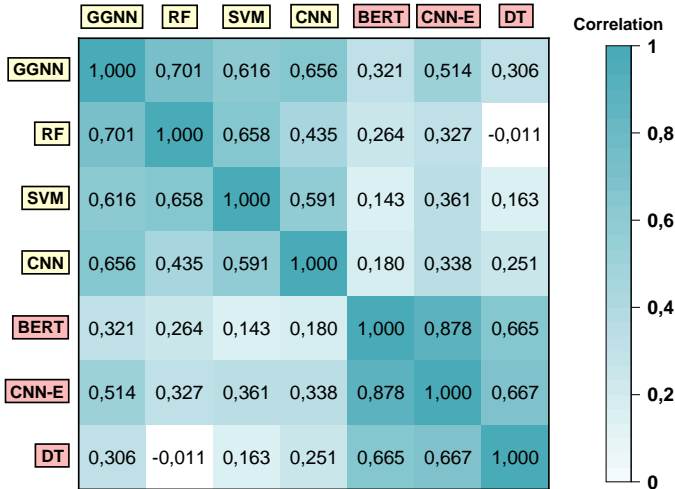 GGNN RF SVM CNN BERT CNN-E DT
Correlation
GGNN 1,000 0,701 0,616 0,656 0,321 0,514 0,306
RF 0,701 1,000 0,658 0,435 0,264 0,327 -0,011
SVM 0,616 0,658 1,000 0,591 0,143 0,361 0,163
CNN 0,656 0,435 0,591 1,000 0,180 0,338 0,251
BERT 0,321 0,264 0,143 0,180 1,000 0,878 0,665
CNN-E 0,514 0,327 0,361 0,338 0,878 1,000 0,667
DT 0,306 -0,011 0,163 0,251 0,665 0,667 1,000
1
0,8
0,6
0,4
0,2
0